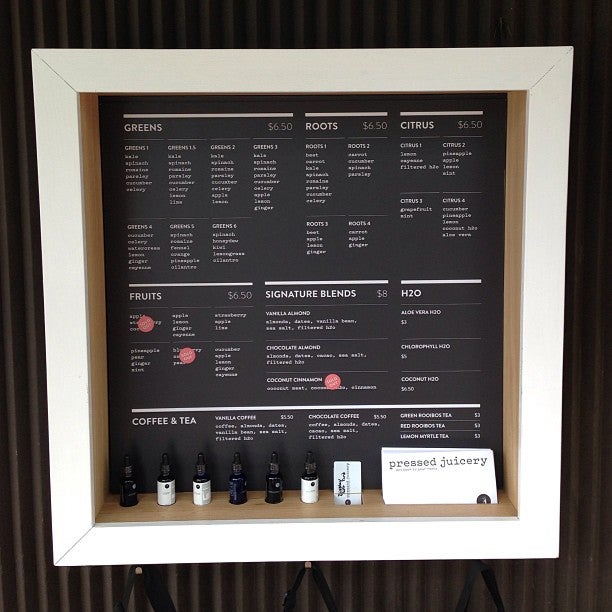 GREENS $6.50
GREENS 1
kale
spinach
romaine
parsley
cucumber
celery
GREENS 1.5
kale
spinach
romaine
parsley
cucumber
celery
lemon
lime
GREENS 2
kale
spinach
romaine
parsley
cucumber
celery
apple
GREENS 3
kale
spinach
romaine
parsley
cucumber
celery
apple
lemon
ginger
GREENS 4
cucumber
celery
watercress
lemon
ginger
cayenne
GREENS 5
spinach
romaine
fennel
orange
pineapple
cilantro
GREENS 6
spinach
honeydew
kiwi
lemongrass
cilantro
ROOTS $6.50
ROOTS 1
beet
carrot
cucumber
spinach
romaine
parsley
ROOTS 2
carrot
cucumber
spinach
parsley
ROOTS 3
beet
apple
lemon
ginger
ROOTS 4
carrot
apple
ginger
CITRUS $6.50
CITRUS 1
lemon
cayenne
filtered h2o
CITRUS 2
pineapple
apple
lemon
mint
CITRUS 3
grapefruit
mint
CITRUS 4
cucumber
pineapple
lemon
coconut h2o
aloe vera
FRUITS $6.50
apple
apple
lemon
ginger
cayenne
strawberry
apple
lime
pineapple
pear
ginger
mint
cucumber
apple
lemon
ginger
cayenne
SIGNATURE BLENDS $8
VANILLA ALMOND
almonds, dates, vanilla bean,
sea salt, filtered h2o
CHOCOLATE ALMOND
almonds, dates, cacao, sea salt,
filtered h2o
COCONUT CINNAMON
coconut meat, coconut h2o, cinnamon
H2O
ALOE VERA H2O
$3
CHLOROPHYLL H2O
$5
COCONUT H2O
$6.50
COFFEE & TEA
VANILLA COFFEE $5.50
coffee, almonds, dates,
vanilla bean, sea salt,
filtered h2o
CHOCOLATE COFFEE $5.50
coffee, almonds, dates,
cacao, sea salt,
filtered h2o
GREEN ROOIBOS TEA $3
RED ROOIBOS TEA $3
LEMON MYRTLE TEA $3
pressed juicery